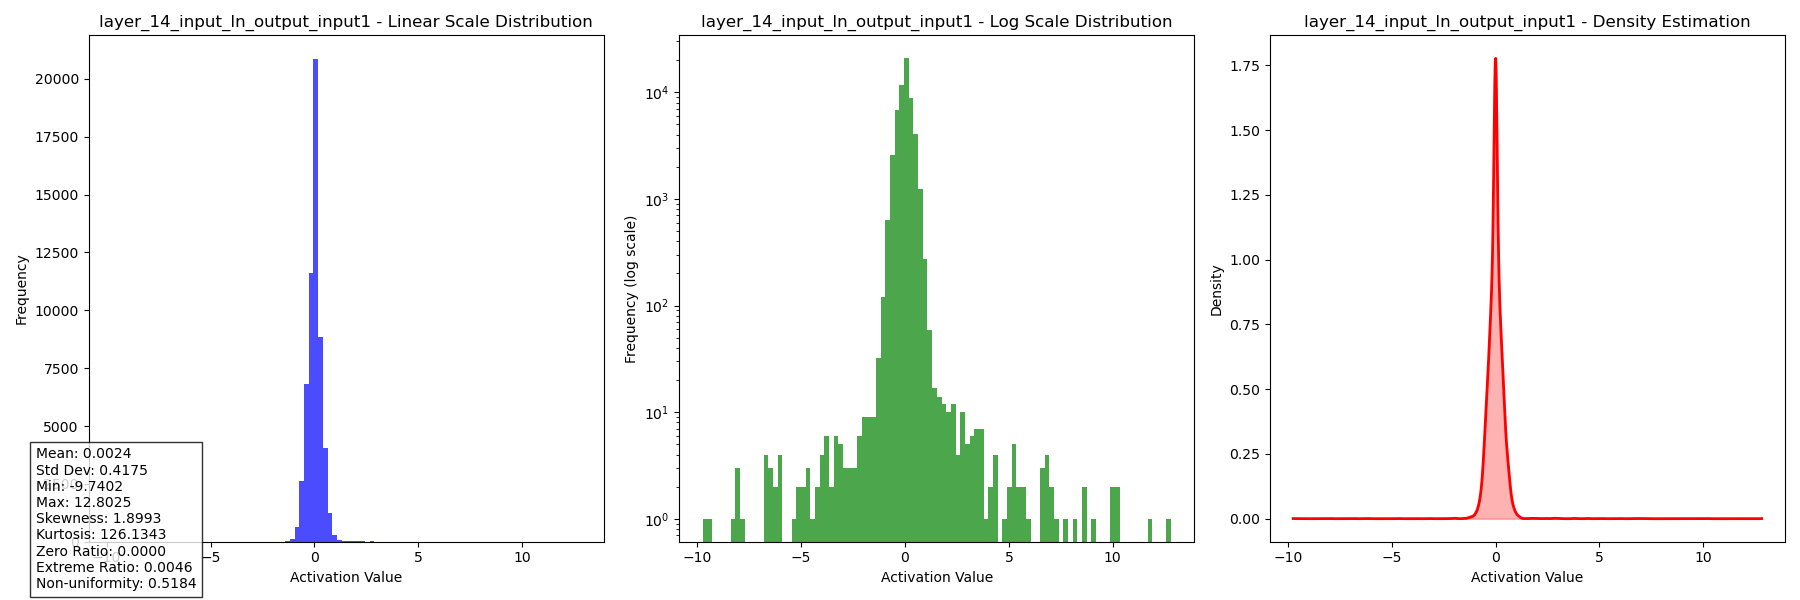 layer_14_input_ln_output_input1 - Linear Scale Distribution
20000
17500
15000
12500
10000
7500
5000
Frequency
−5
0
5
10
Activation Value
Mean: 0.0024
Std Dev: 0.4175
Min: -9.7402
Max: 12.8025
Skewness: 1.8993
Kurtosis: 126.1343
Zero Ratio: 0.0000
Extreme Ratio: 0.0046
Non-uniformity: 0.5184
layer_14_input_ln_output_input1 - Log Scale Distribution
10⁴
10³
10²
10¹
10⁰
Frequency (log scale)
−10
−5
0
5
10
Activation Value
layer_14_input_ln_output_input1 - Density Estimation
1.75
1.50
1.25
1.00
0.75
0.50
0.25
0.00
Density
−10
−5
0
5
10
Activation Value